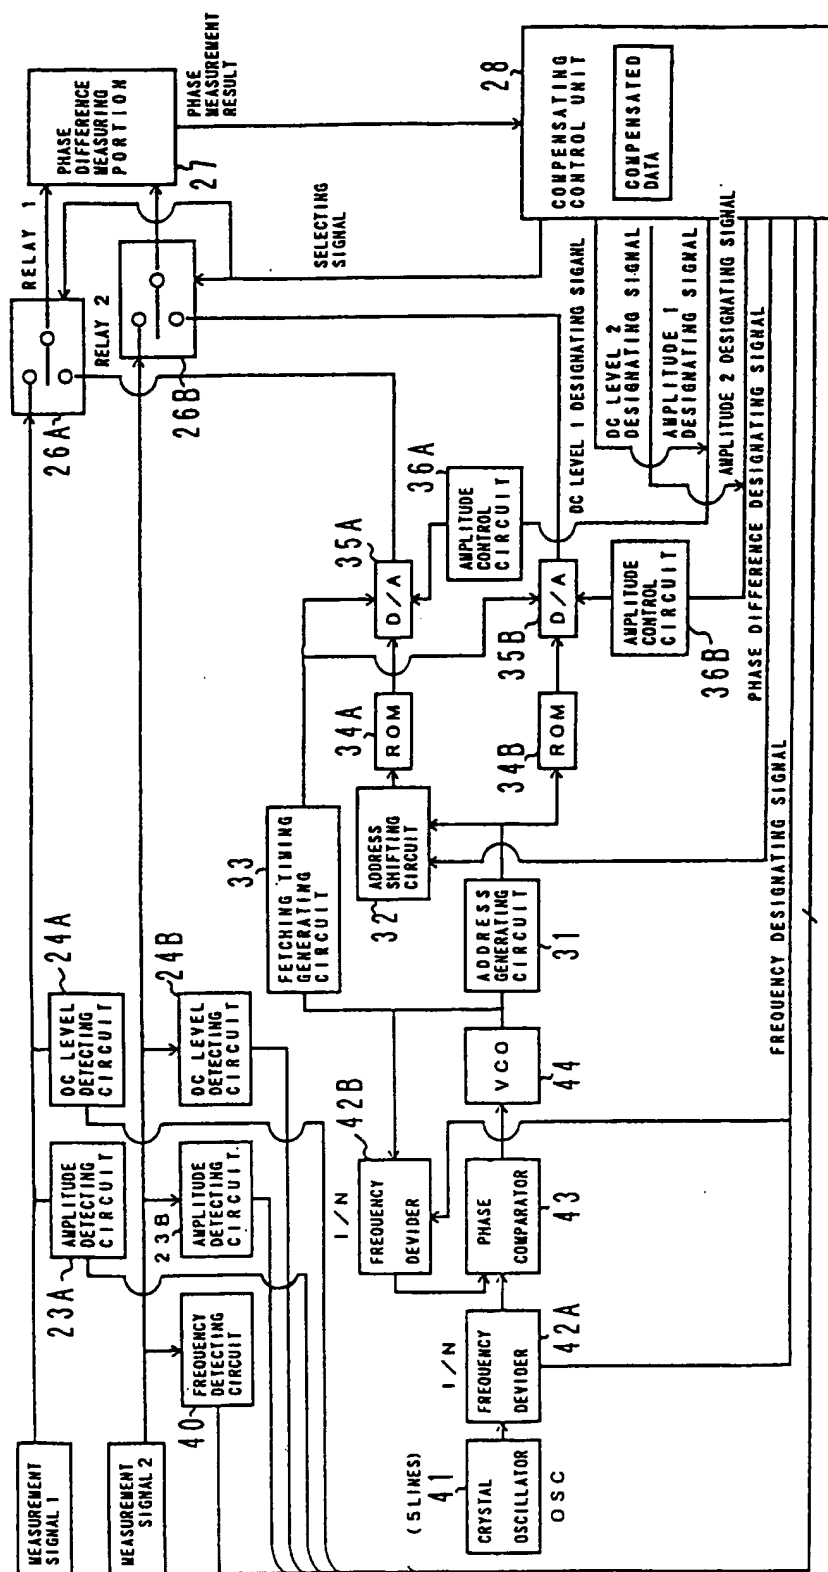 MEASUREMENT
SIGNAL 1
MEASUREMENT
SIGNAL 2
23A
AMPLITUDE
DETECTING
CIRCUIT
24A
OC LEVEL
DETECTING
CIRCUIT
40
FREQUENCY
DETECTING
CIRCUIT
23B
AMPLITUDE
DETECTING
CIRCUIT.
24B
OC LEVEL
DETECTING
CIRCUIT
26A
RELAY 1
RELAY 2
26B
PHASE
DIFFERENCE
MEASURING
PORTION
27
PHASE
MEASUREMENT
RESULT
SELECTING
SIGNAL
33
FETCHING TIMING
GENERATING
CIRCUIT
1/N
42B
FREQUENCY
DEVIDER
32
ADDRESS
SHIFTING
CIRCUIT
34A
ROM
35A
D/A
36A
AMPLITUDE
CONTROL
CIRCUIT
(5LINES)
41
CRYSTAL
OSCILLATOR
OSC
1/N
FREQUENCY
DEVIDER
42A
PHASE
COMPARATOR
43
VCO
44
ADDRESS
GENERATING
CIRCUIT
31
34B
ROM
35B
D/A
36B
AMPLITUDE
CONTROL
CIRCUIT
28
COMPENSATING
CONTROL UNIT
COMPENSATED
DATA
DC LEVEL 1 DESIGNATING SIGANL
DC LEVEL 2
DESIGNATING SIGNAL
AMPLITUDE 1
DESIGNATING SIGNAL
AMPLITUDE 2 DESIGNATING SIGNAL
PHASE DIFFERENCE DESIGNATING SIGNAL
FREQUENCY DESIGNATING SIGNAL